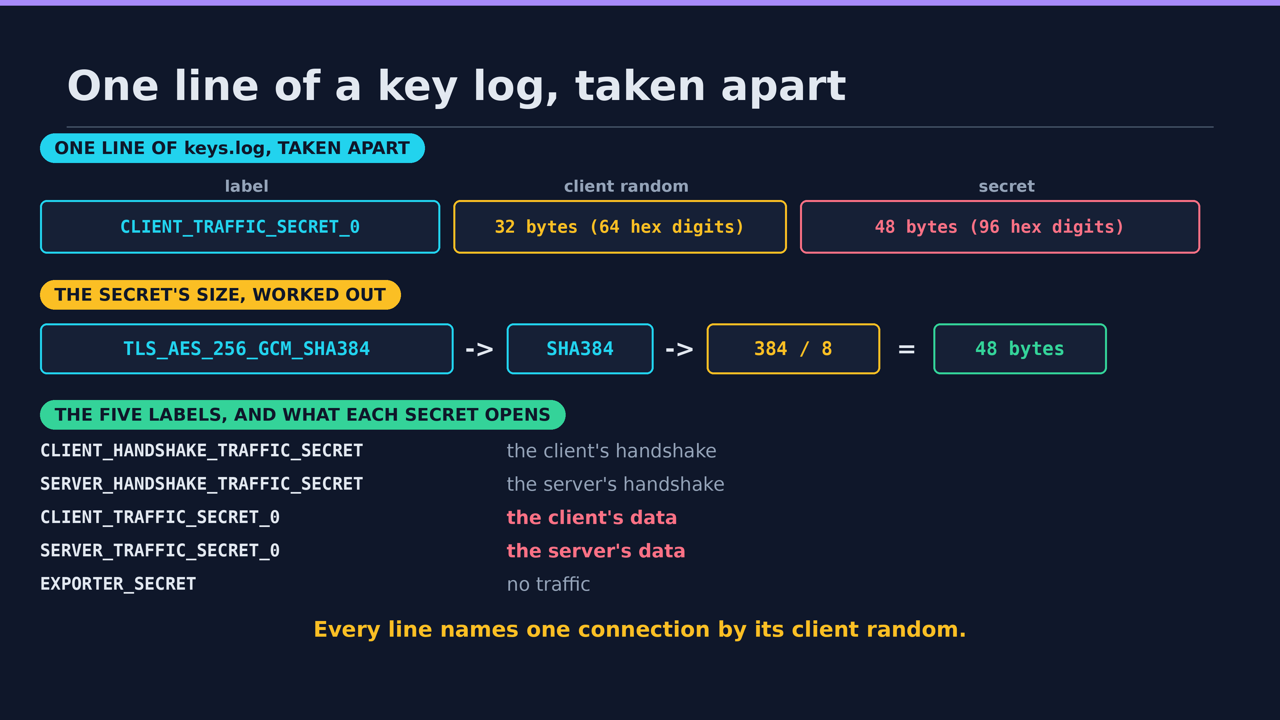 One line of a key log, taken apart
ONE LINE OF keys.log, TAKEN APART
label client random secret
CLIENT_TRAFFIC_SECRET_0 32 bytes (64 hex digits) 48 bytes (96 hex digits)
THE SECRET'S SIZE, WORKED OUT
TLS_AES_256_GCM_SHA384 -> SHA384 -> 384 / 8 = 48 bytes
THE FIVE LABELS, AND WHAT EACH SECRET OPENS
CLIENT_HANDSHAKE_TRAFFIC_SECRET the client's handshake
SERVER_HANDSHAKE_TRAFFIC_SECRET the server's handshake
CLIENT_TRAFFIC_SECRET_0 the client's data
SERVER_TRAFFIC_SECRET_0 the server's data
EXPORTER_SECRET no traffic
Every line names one connection by its client random.